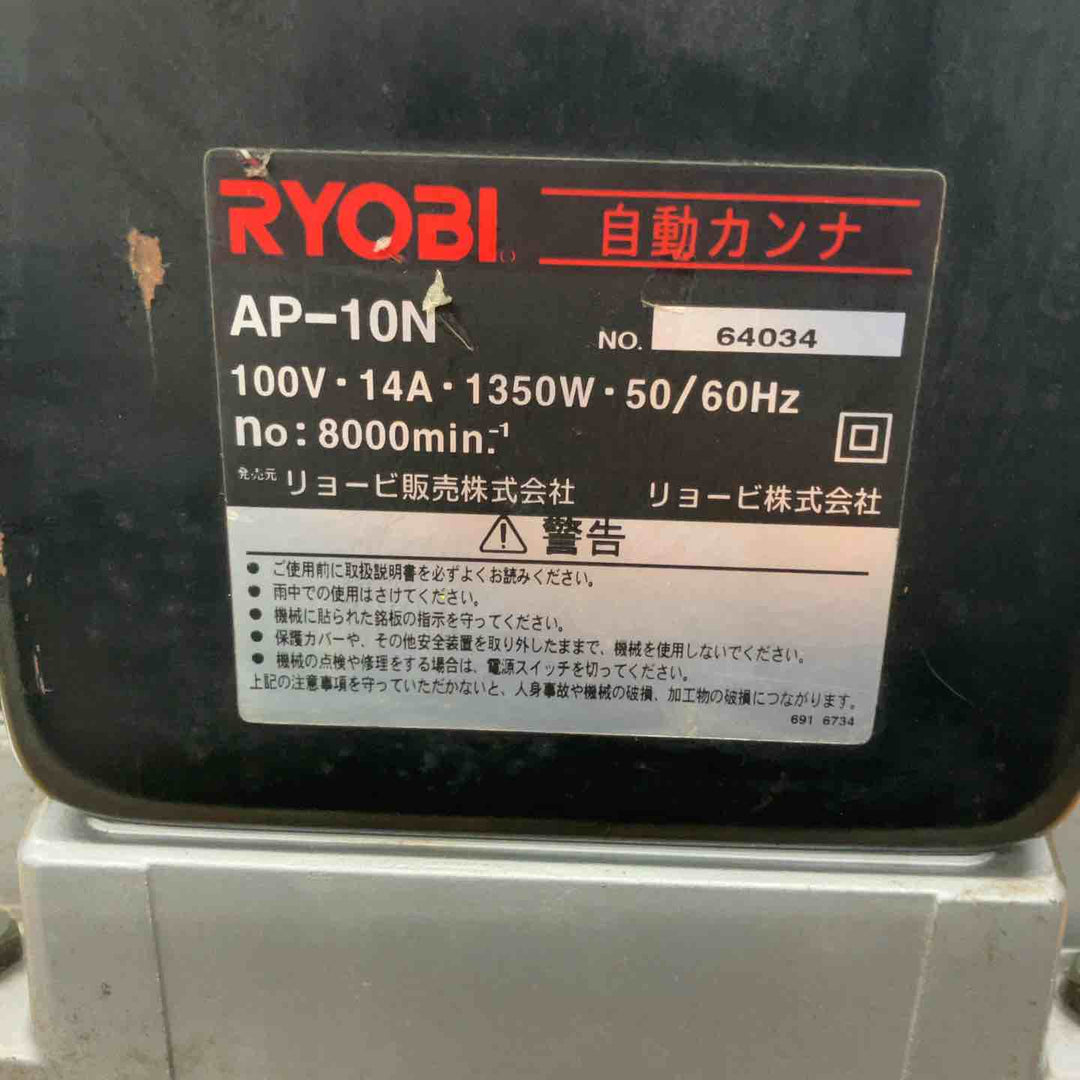 RYOBI 自動カンナ
AP-10N NO. 64034
100V・14A・1350W・50/60Hz
no: 8000min.-1
発売元 リョービ販売株式会社 リョービ株式会社
警告
● ご使用前に取扱説明書を必ずよくお読みください。
● 雨中での使用はさけてください。
● 機械に貼られた銘板の指示を守ってください。
● 保護カバーや、その他安全装置を取り外したままで、機械を使用しないでください。
● 機械の点検や修理をする場合は、電源スイッチを切ってください。
上記の注意事項を守っていただかないと、人身事故や機械の破損、加工物の破損につながります。
691 6734